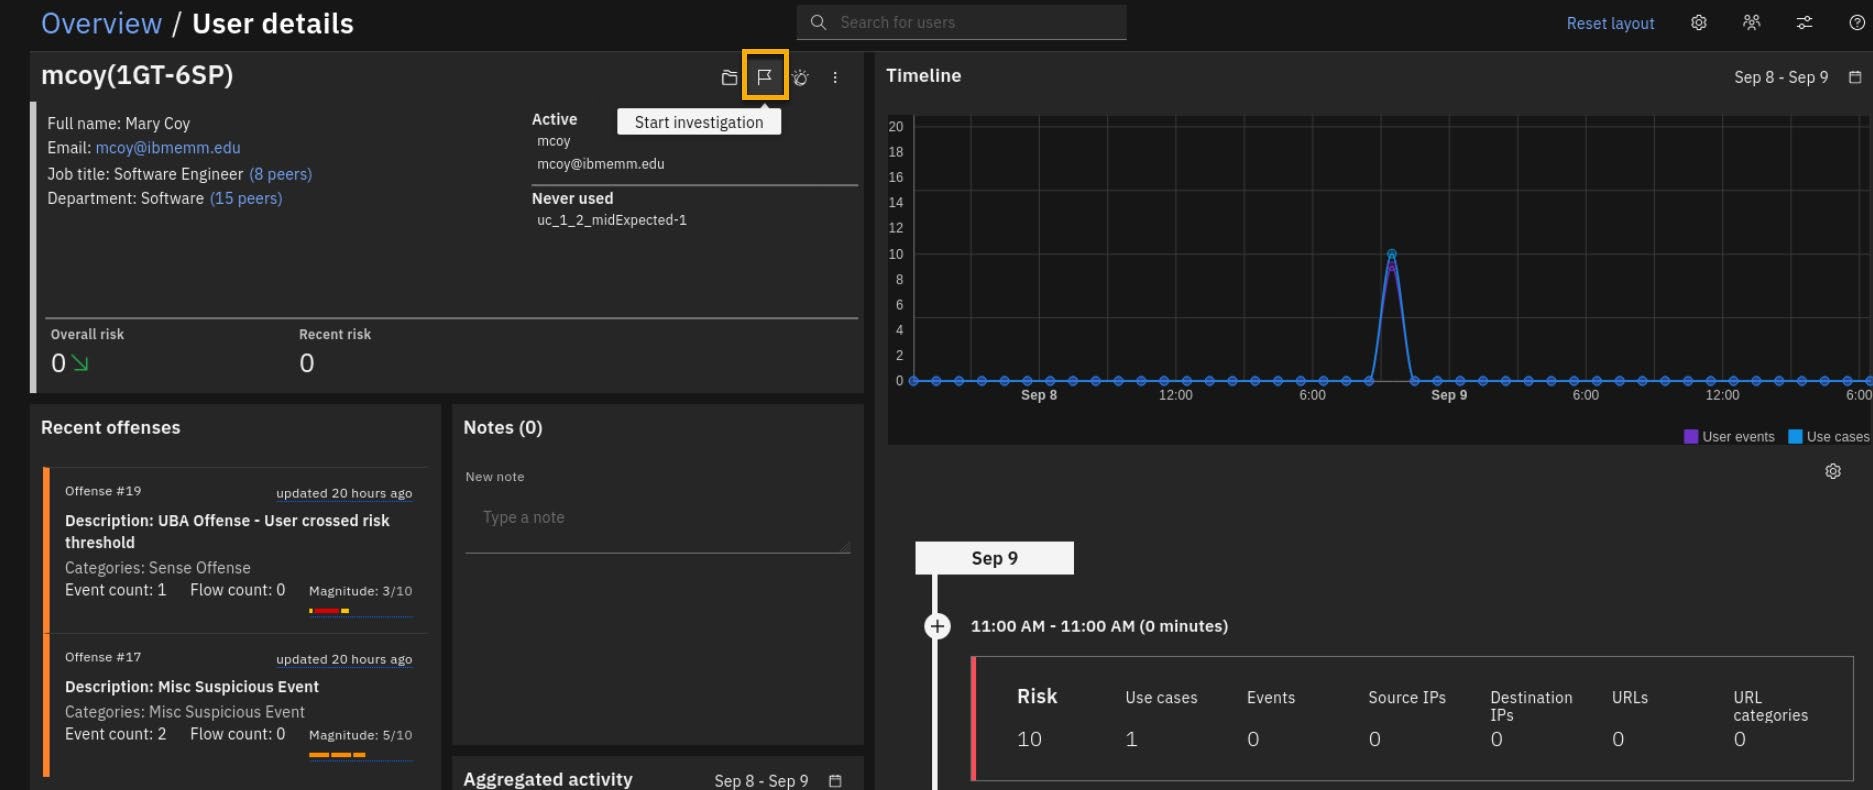 Overview / User details
Search for users
Reset layout
mcoy(1GT-6SP)
Start investigation
Full name: Mary Coy
Email: mcoy@ibmemm.edu
Job title: Software Engineer (8 peers)
Department: Software (15 peers)
Active
mcoy
mcoy@ibmemm.edu
Never used
uc_1_2_midExpected-1
Overall risk
0
Recent risk
0
Recent offenses
Offense #19
updated 20 hours ago
Description: UBA Offense - User crossed risk
threshold
Categories: Sense Offense
Event count: 1 Flow count: 0 Magnitude: 3/10
Offense #17
updated 20 hours ago
Description: Misc Suspicious Event
Categories: Misc Suspicious Event
Event count: 2 Flow count: 0 Magnitude: 5/10
Notes (0)
New note
Type a note
Aggregated activity
Sep 8 - Sep 9
Timeline
Sep 8 - Sep 9
20
18
16
14
12
10
8
6
4
2
0
Sep 8 12:00 6:00 Sep 9 6:00 12:00 6:00
User events Use cases
Sep 9
11:00 AM - 11:00 AM (0 minutes)
Risk
10
Use cases
1
Events
0
Source IPs
0
Destination
IPs
0
URLs
0
URL
categories
0